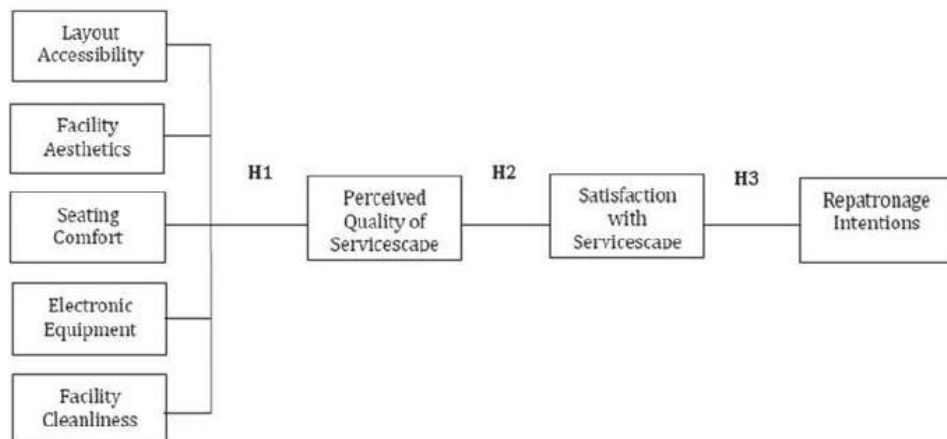 Layout
Accessibility
Facility
Aesthetics
Seating
Comfort
Electronic
Equipment
Facility
Cleanliness
H1
Perceived
Quality of
Servicescape
H2
Satisfaction
with
Servicescape
H3
Repatronage
Intentions